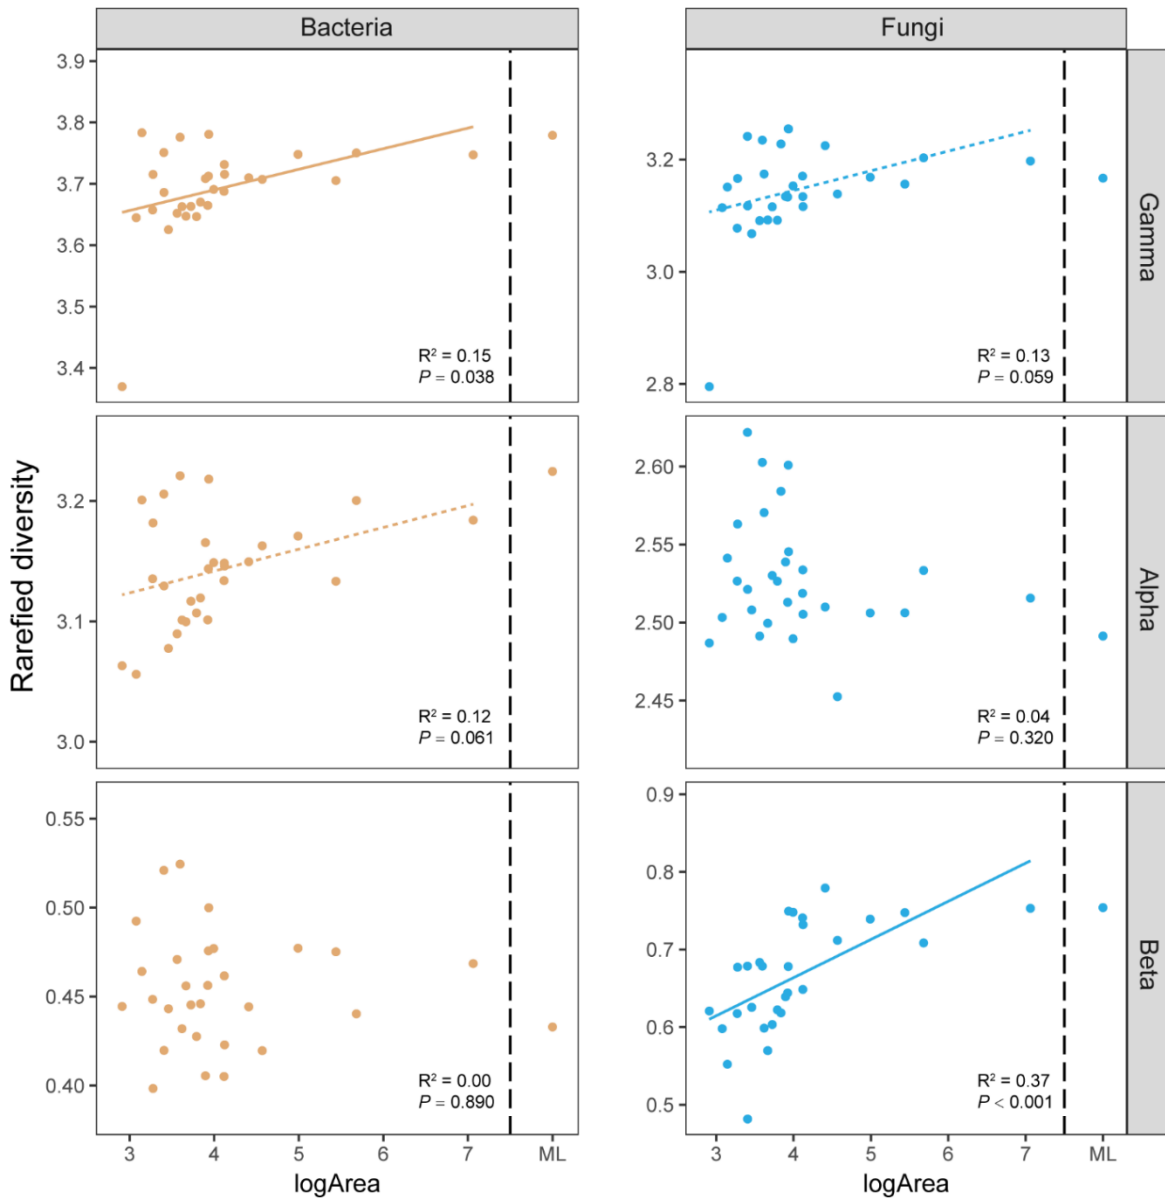 Bacteria
Fungi
Rarefied diversity
3.9
3.8
3.7
3.6
3.5
3.4
R² = 0.15
P = 0.038
3.2
3.0
2.8
R² = 0.13
P = 0.059
Gamma
3.2
3.1
3.0
R² = 0.12
P = 0.061
2.60
2.55
2.50
2.45
R² = 0.04
P = 0.320
Alpha
0.55
0.50
0.45
0.40
R² = 0.00
P = 0.890
0.9
0.8
0.7
0.6
0.5
R² = 0.37
P < 0.001
Beta
3 4 5 6 7 ML
3 4 5 6 7 ML
logArea
logArea